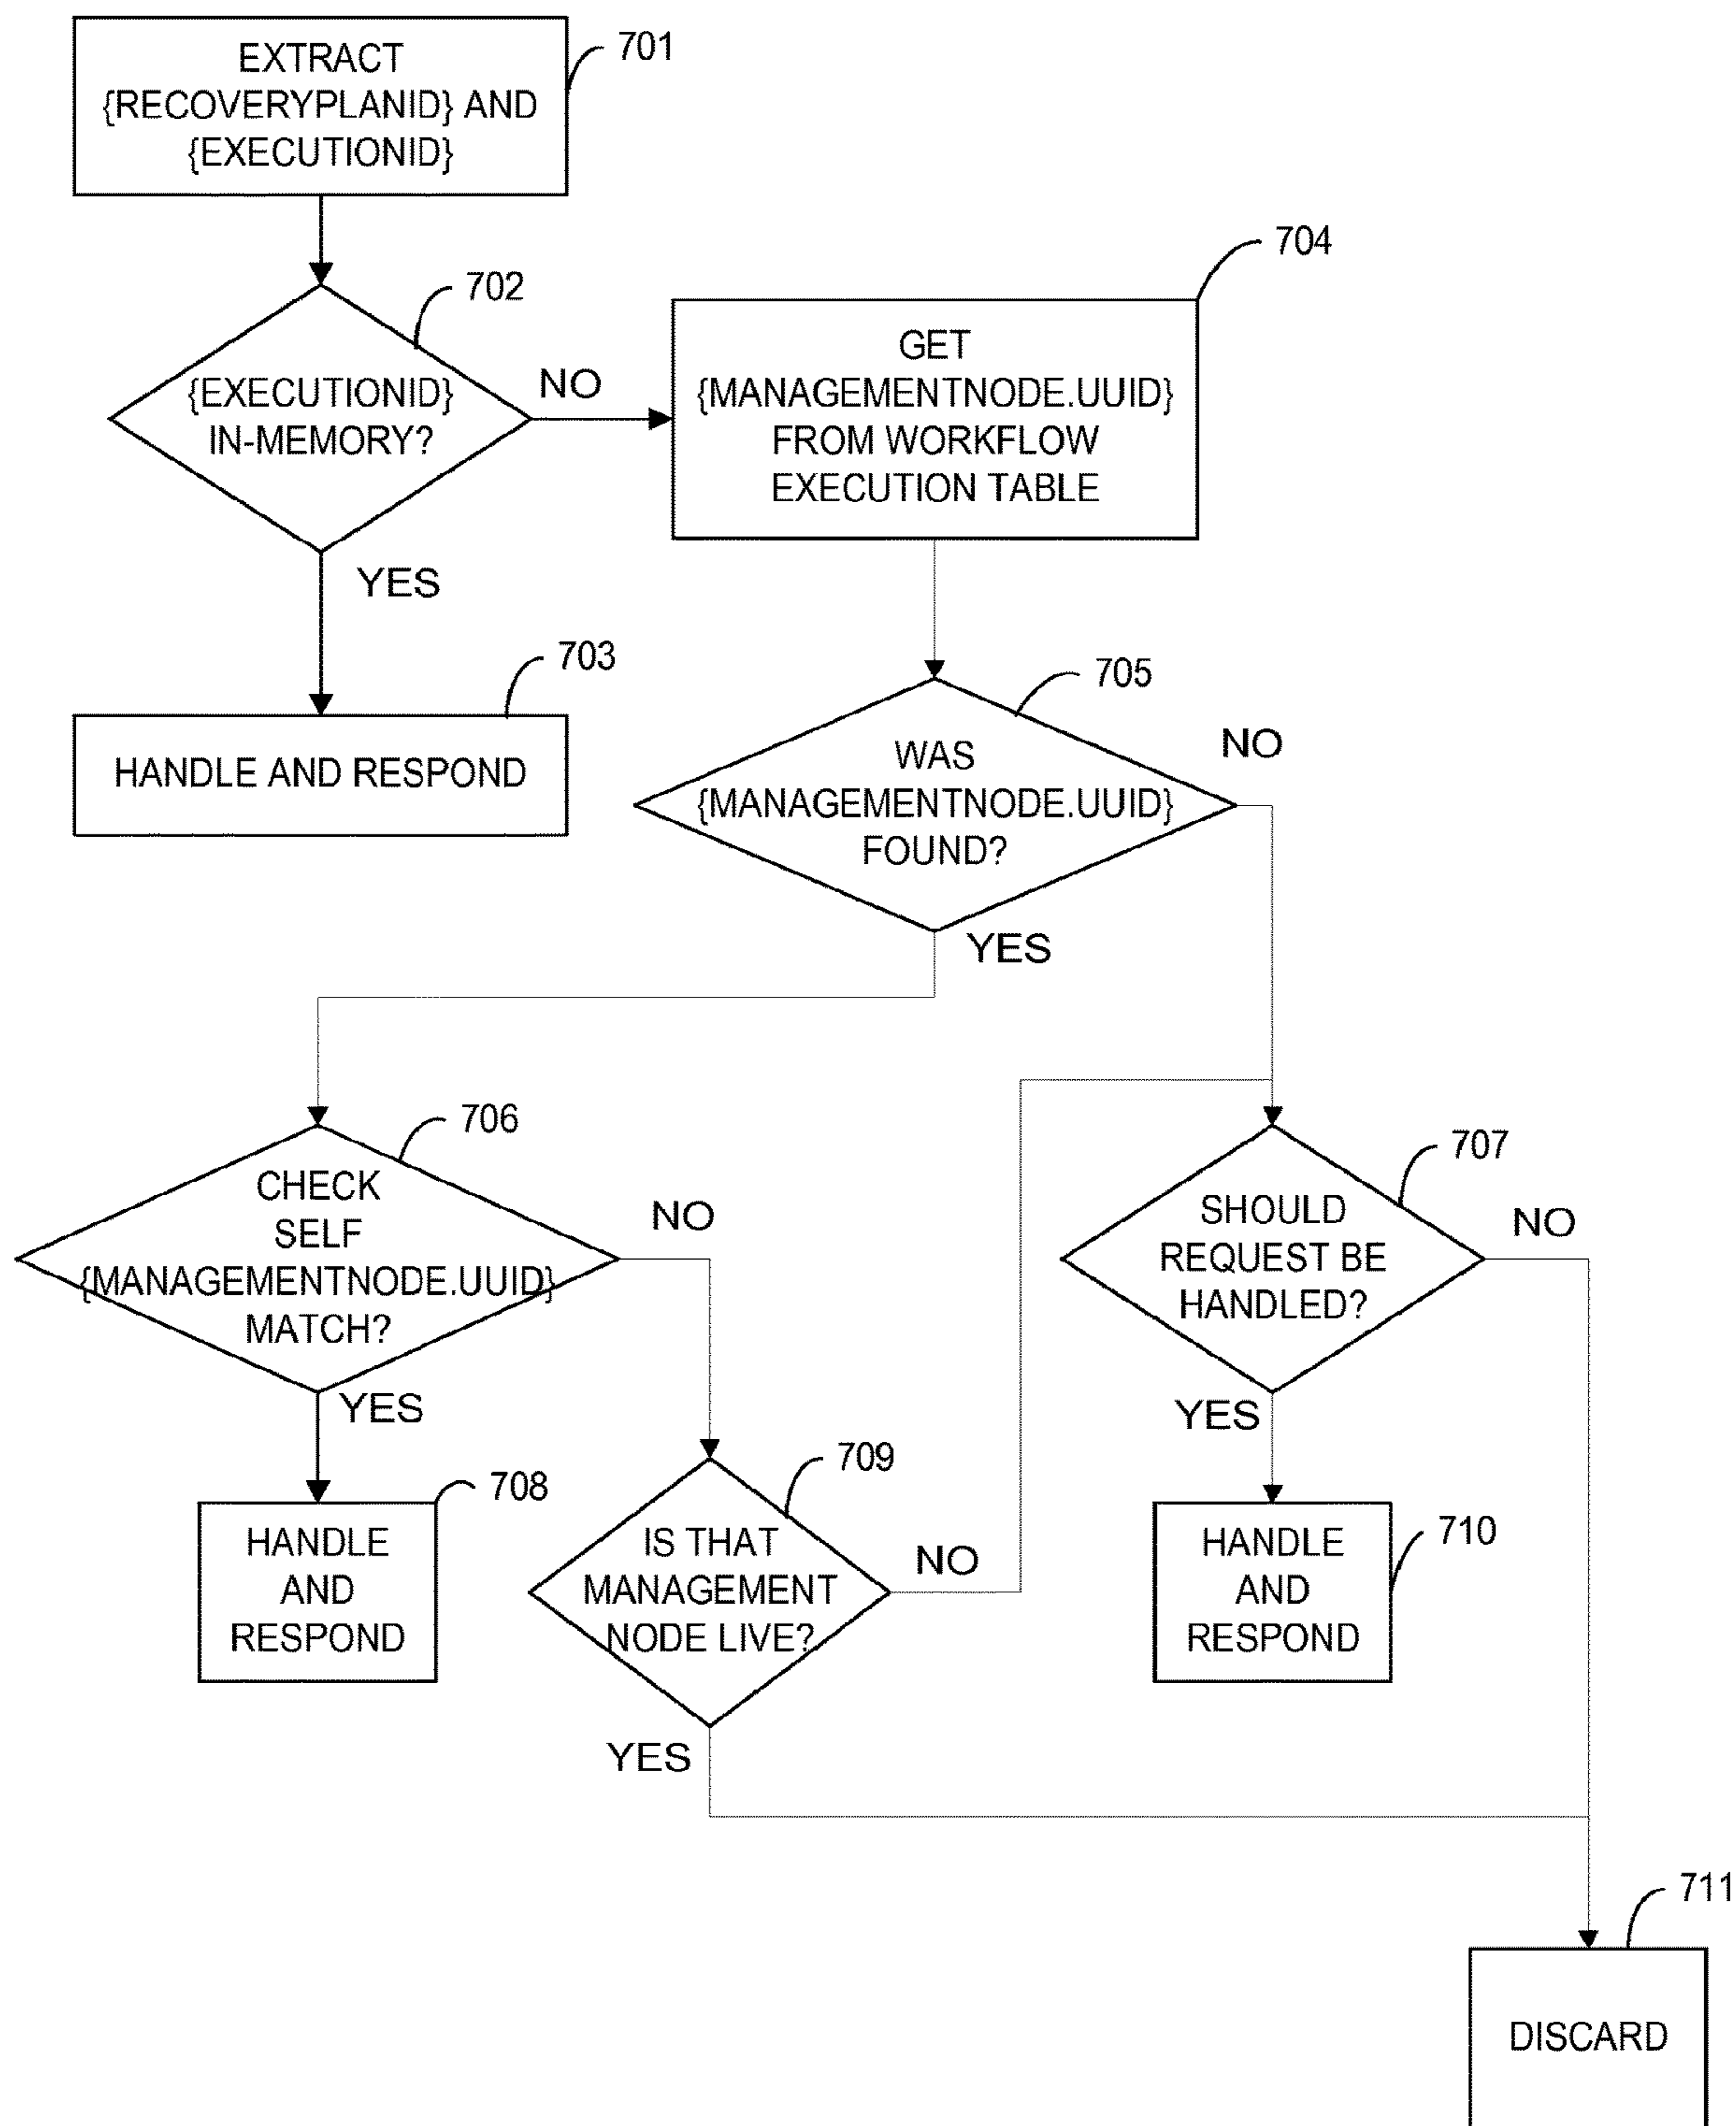 EXTRACT
{RECOVERYPLANID} AND
{EXECUTIONID}
701
702
{EXECUTIONID}
IN-MEMORY?
NO
YES
704
GET
{MANAGEMENTNODE.UUID}
FROM WORKFLOW
EXECUTION TABLE
703
HANDLE AND RESPOND
705
WAS
{MANAGEMENTNODE.UUID}
FOUND?
NO
YES
706
CHECK
SELF
{MANAGEMENTNODE.UUID}
MATCH?
NO
YES
707
SHOULD
REQUEST BE
HANDLED?
NO
YES
708
HANDLE
AND
RESPOND
709
IS THAT
MANAGEMENT
NODE LIVE?
NO
YES
710
HANDLE
AND
RESPOND
711
DISCARD